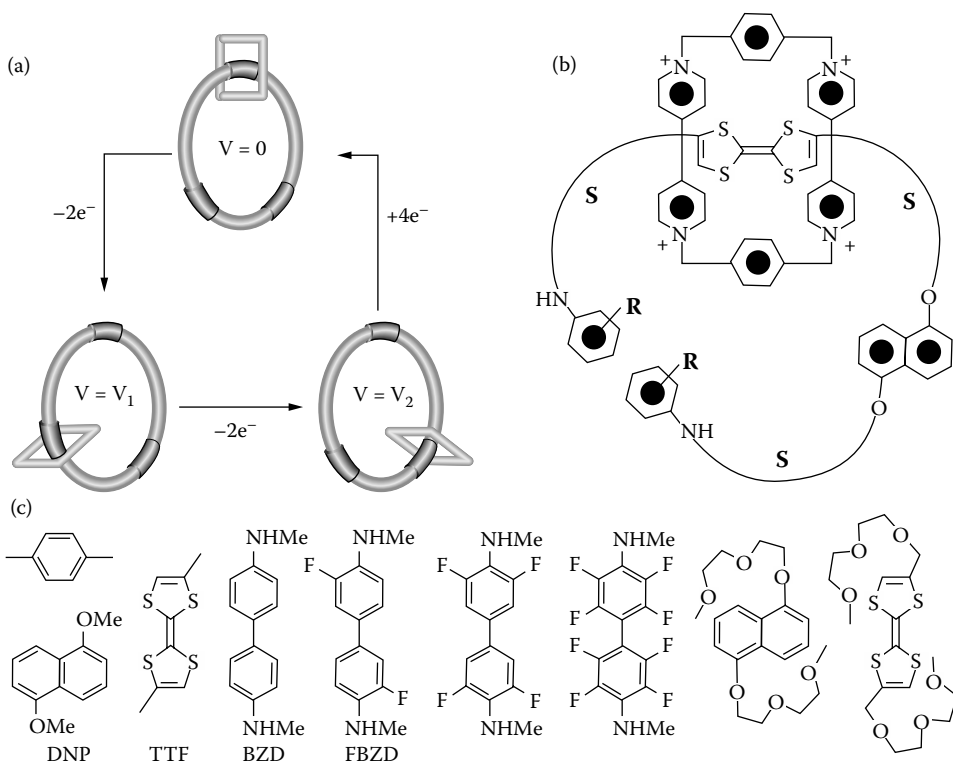 (a)
V = 0
–2e⁻
+4e⁻
V = V₁
–2e⁻
V = V₂
(b)
N⁺ N⁺
S S
S S
S S
N⁺ N⁺
HN
R
O
R
O
NH
S
(c)
NHMe NHMe NHMe NHMe
F F F F F
F F
O O O O
O O
S S S S
OMe
O O
F F F F
OMe
S S S S
F F F F F
O O O O
O O
NHMe NHMe NHMe NHMe
DNP TTF BZD FBZD